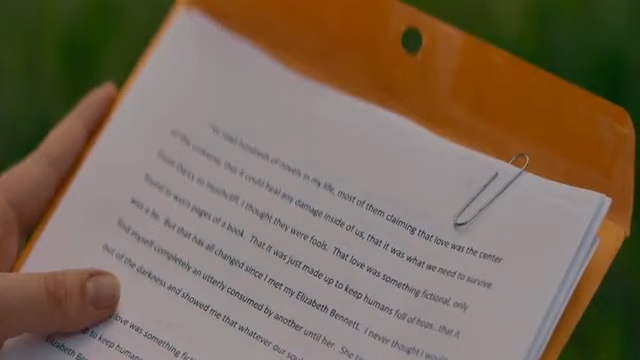 "I've read hundreds of novels in my life, most of them claiming that love was the center
of the universe, that it could heal any damage inside of us, that it was what we need to survive.
From Darcy to Heathcliff, I thought they were fools. That love was something fictional, only
found in worn pages of a book. That it was just made up to keep humans full of hops..that it
was a lie. But that has all changed since I met my Elizabeth Bennett. I never thought I would
find myself completely an utterly consumed by another until her. She
out of the darkness and showed me that whatever our
love was something
up to keep human
Elizabeth Bennett